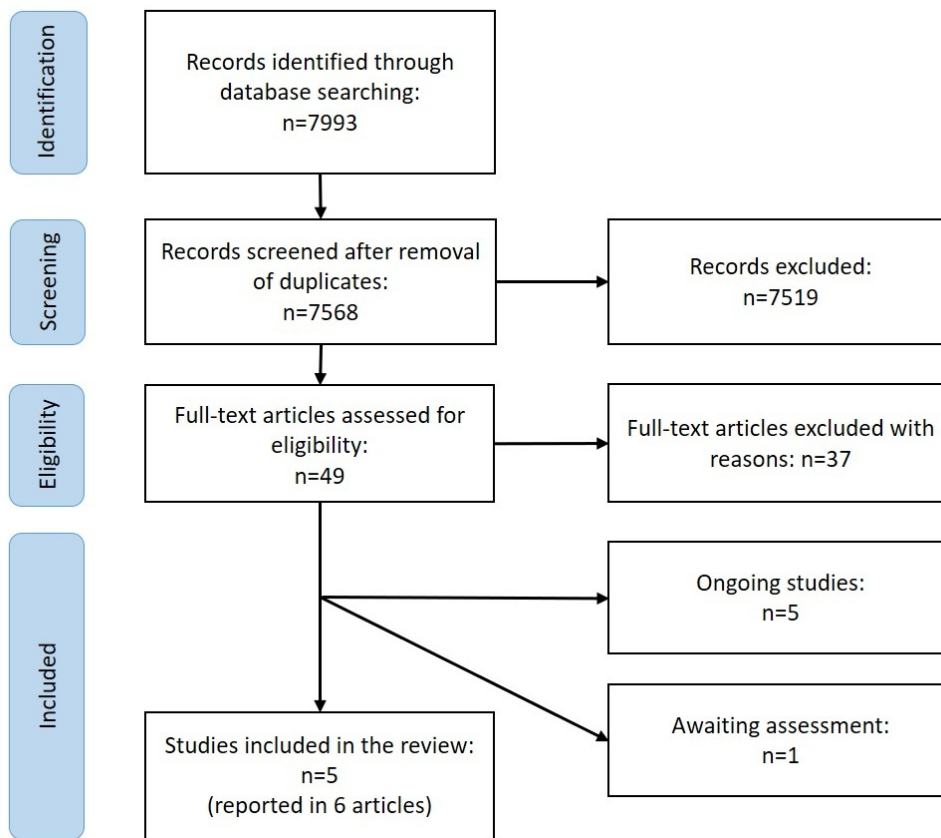 Identification
Records identified through
database searching:
n=7993
Screening
Records screened after removal
of duplicates:
n=7568
Records excluded:
n=7519
Eligibility
Full-text articles assessed for
eligibility:
n=49
Full-text articles excluded with
reasons: n=37
Included
Ongoing studies:
n=5
Awaiting assessment:
n=1
Studies included in the review:
n=5
(reported in 6 articles)